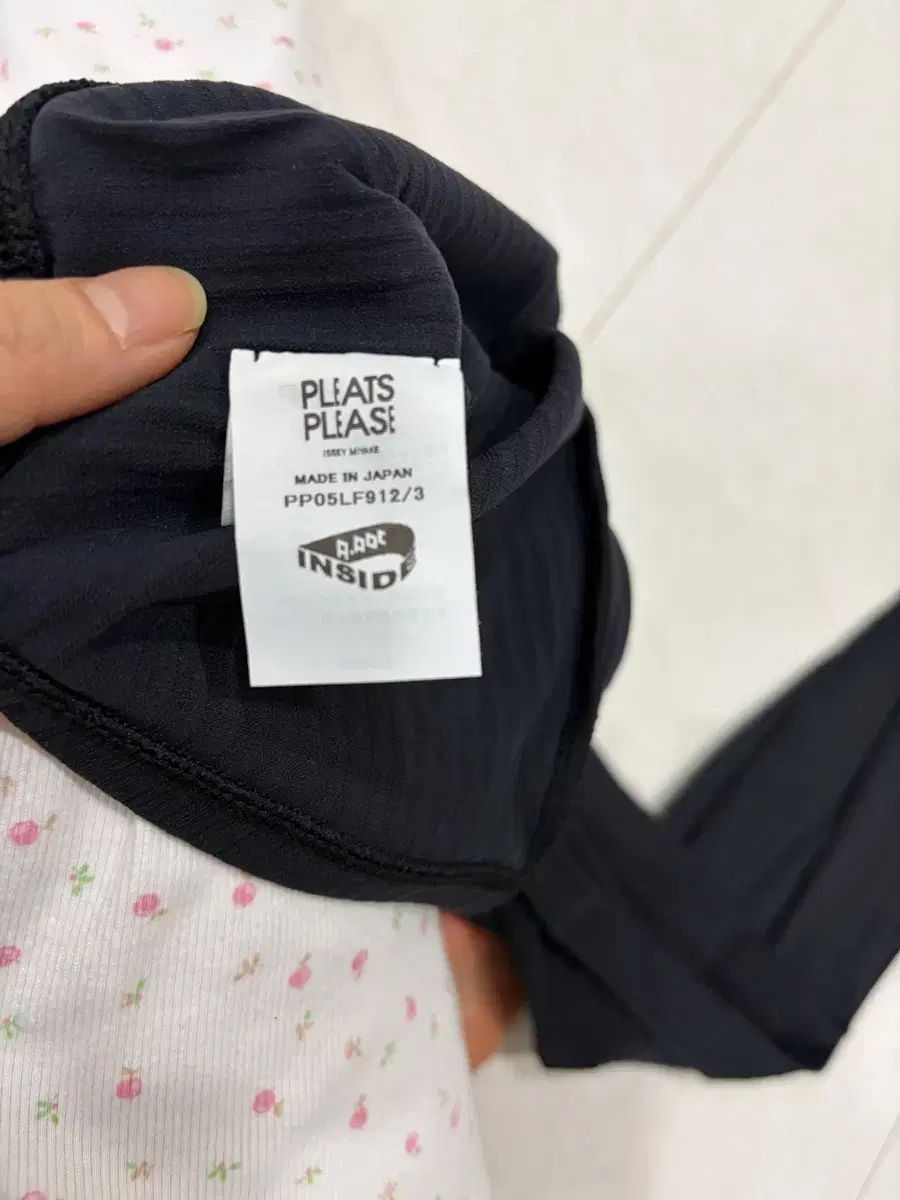 PLEATS
PLEASE
ISSEY MIYAKE
MADE IN JAPAN
PP05LF912/3
A-POC
INSIDE